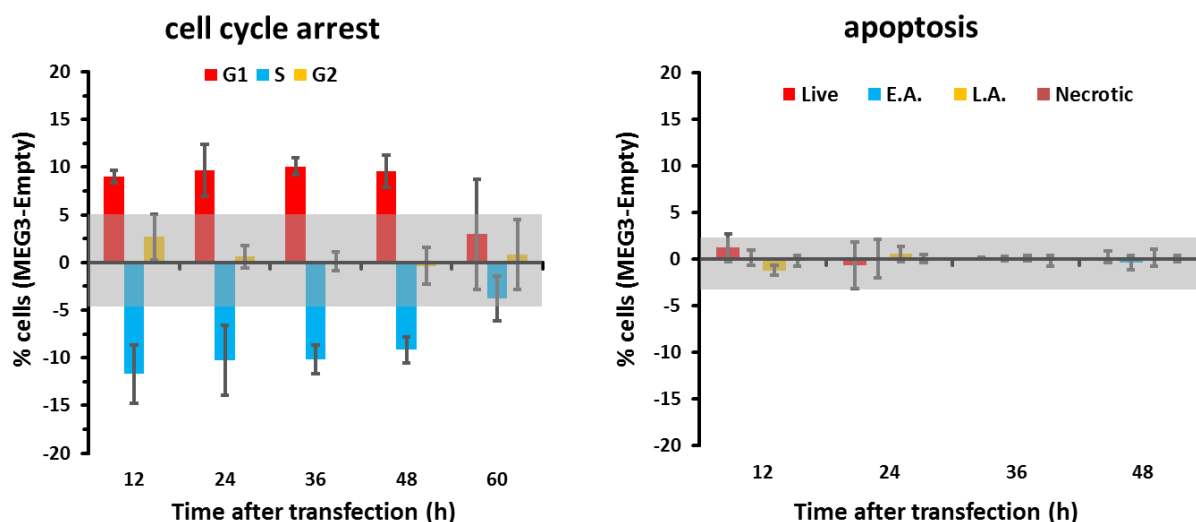 cell cycle arrest
G1 S G2
% cells (MEG3-Empty)
20
15
10
5
0
-5
-10
-15
-20
12 24 36 48 60
Time after transfection (h)
apoptosis
Live E.A. L.A. Necrotic
% cells (MEG3-Empty)
20
15
10
5
0
-5
-10
-15
-20
12 24 36 48
Time after transfection (h)